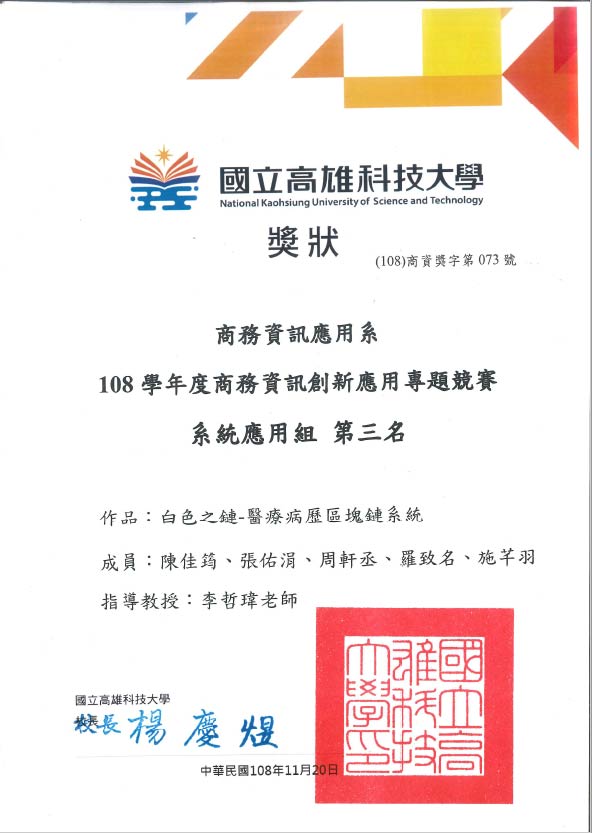 國立高雄科技大學
National Kaohsiung University of Science and Technology
獎狀
(108)商資獎字第 073 號
商務資訊應用系
108 學年度商務資訊創新應用專題競賽
系統應用組 第三名
作品：白色之鏈-醫療病歷區塊鏈系統
成員：陳佳筠、張佑涓、周軒丞、羅致名、施芊羽
指導教授：李哲瑋老師
國立高雄科技大學
校長
校長 楊慶煜
國立高雄科技大學印
中華民國108年11月20日